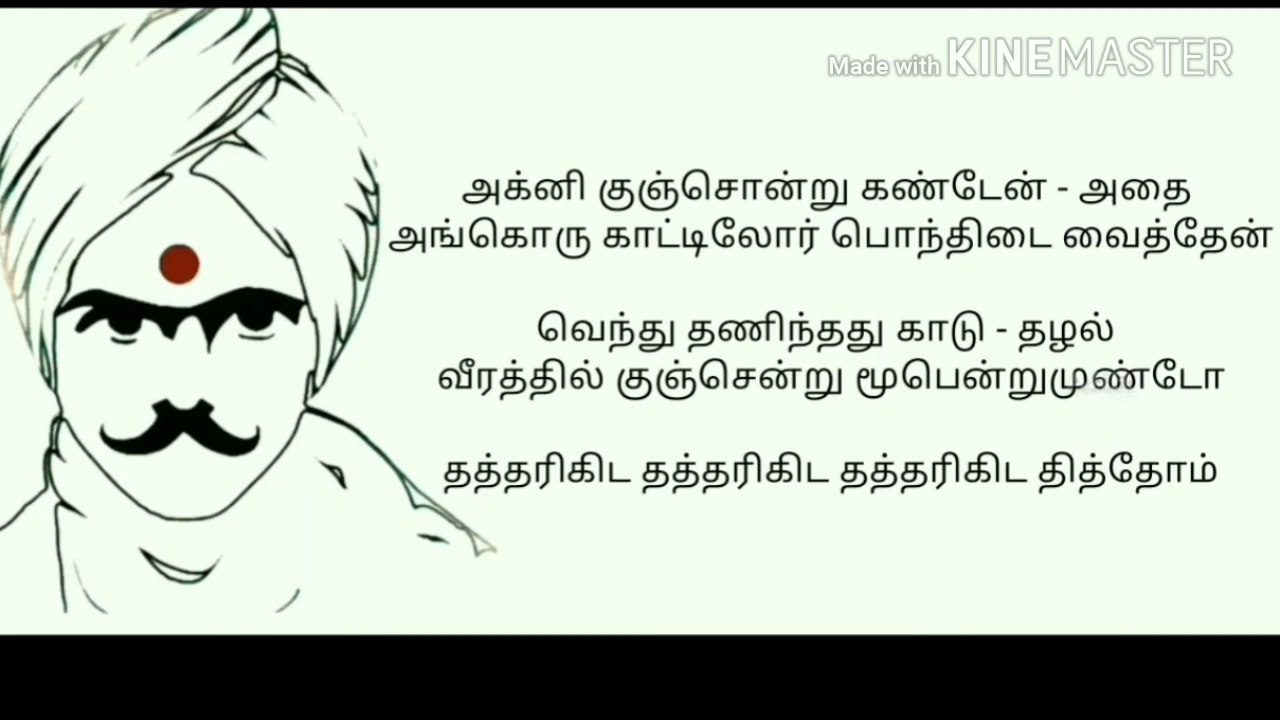 Made with KINEMASTER
அக்னி குஞ்சொன்று கண்டேன் - அதை
அங்கொரு காட்டிலோர் பொந்திடை வைத்தேன்
வெந்து தணிந்தது காடு - தழல்
வீரத்தில் குஞ்சென்று மூபென்றுமுண்டோ
தத்தரிகிட தத்தரிகிட தத்தரிகிட தித்தோம்